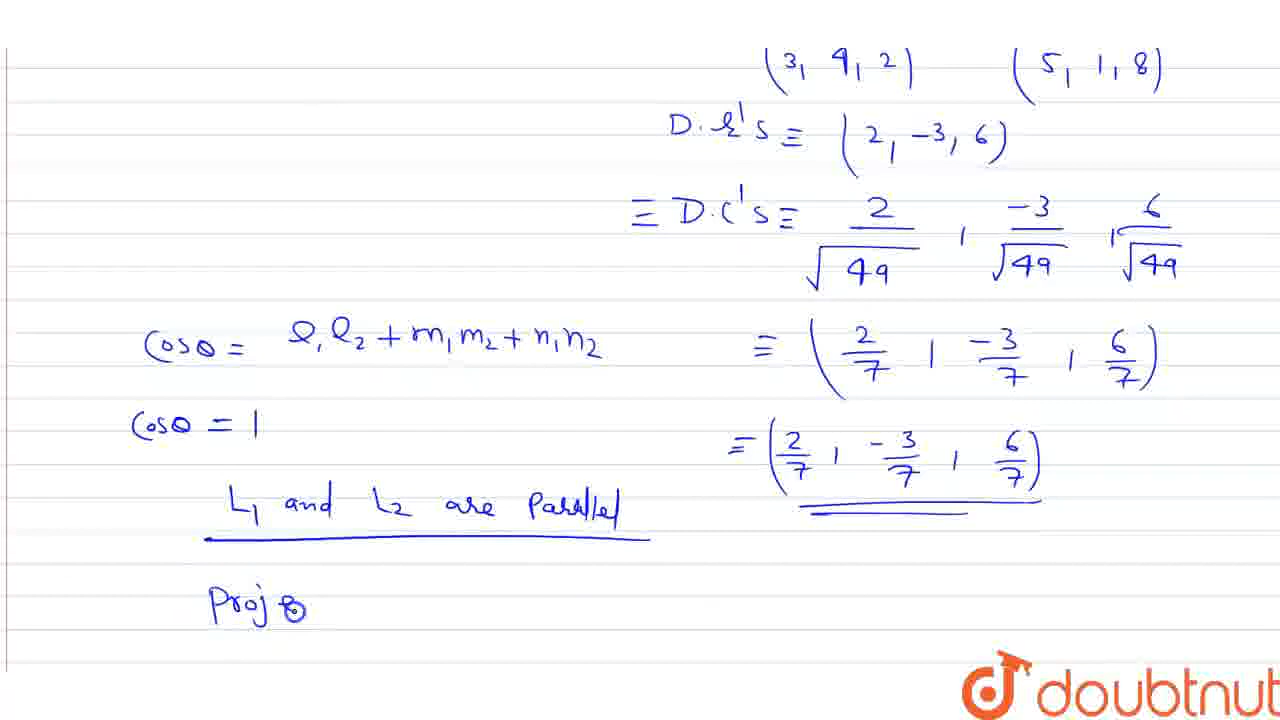 (3, 4, 2) (5, 1, 8)
D.r's ≡ (2, -3, 6)
≡ D.C's ≡ 2/√49, -3/√49, 6/√49
Cosθ = l₁l₂ + m₁m₂ + n₁n₂
≡ (2/7, -3/7, 6/7)
Cosθ = 1
≡ (2/7, -3/7, 6/7)
L₁ and L₂ are Parallel
Proj
doubtnut